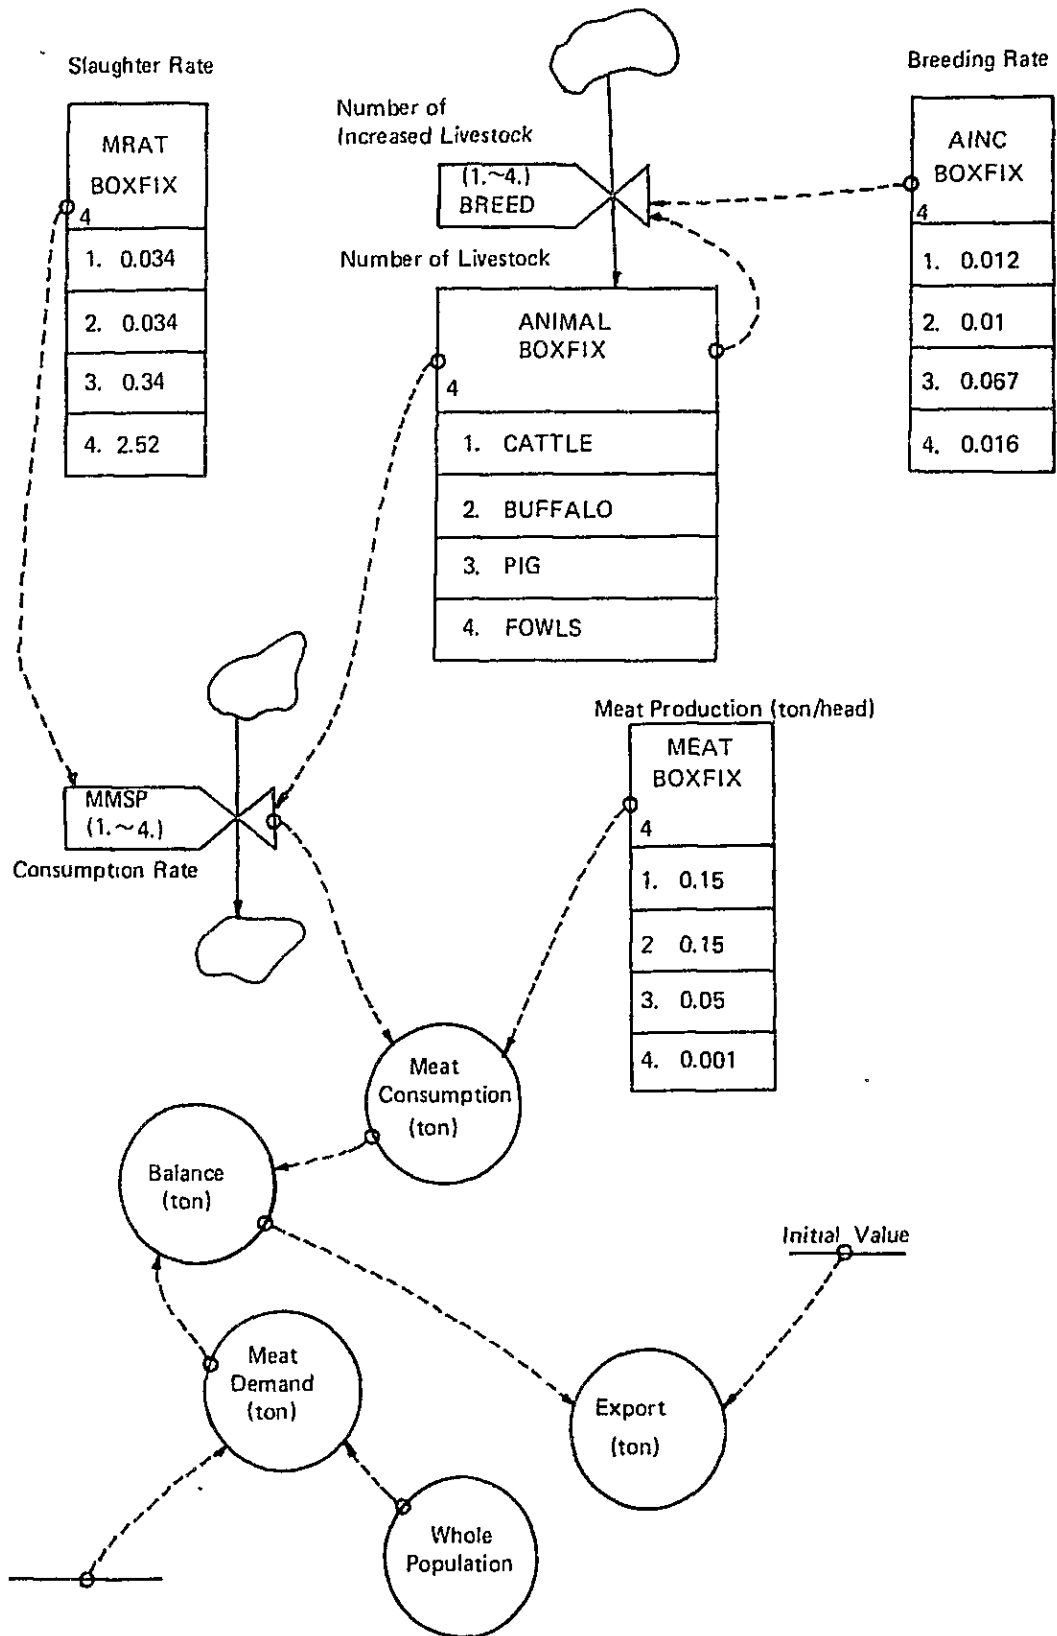 Slaughter Rate
MRAT
BOXFIX
4
1. 0.034
2. 0.034
3. 0.34
4. 2.52
Number of
Increased Livestock
(1.~4.)
BREED
Breeding Rate
AINC
BOXFIX
4
1. 0.012
2. 0.01
3. 0.067
4. 0.016
Number of Livestock
ANIMAL
BOXFIX
4
1. CATTLE
2. BUFFALO
3. PIG
4. FOWLS
MMSP
(1.~4.)
Consumption Rate
Meat Production (ton/head)
MEAT
BOXFIX
4
1. 0.15
2 0.15
3. 0.05
4. 0.001
Meat
Consumption
(ton)
Balance
(ton)
Initial Value
Meat
Demand
(ton)
Export
(ton)
Whole
Population